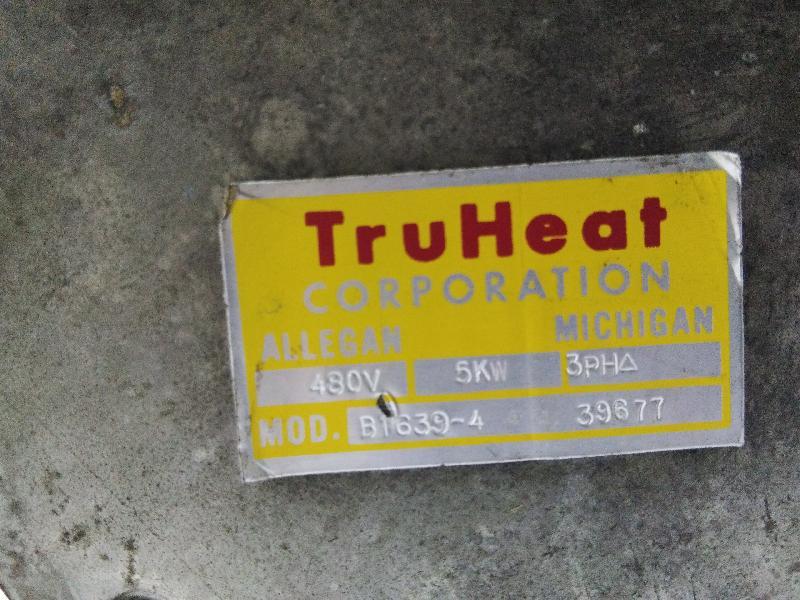 TruHeat
CORPORATION
ALLEGAN MICHIGAN
480V 5KW 3PHΔ
MOD. B1639-4 39677